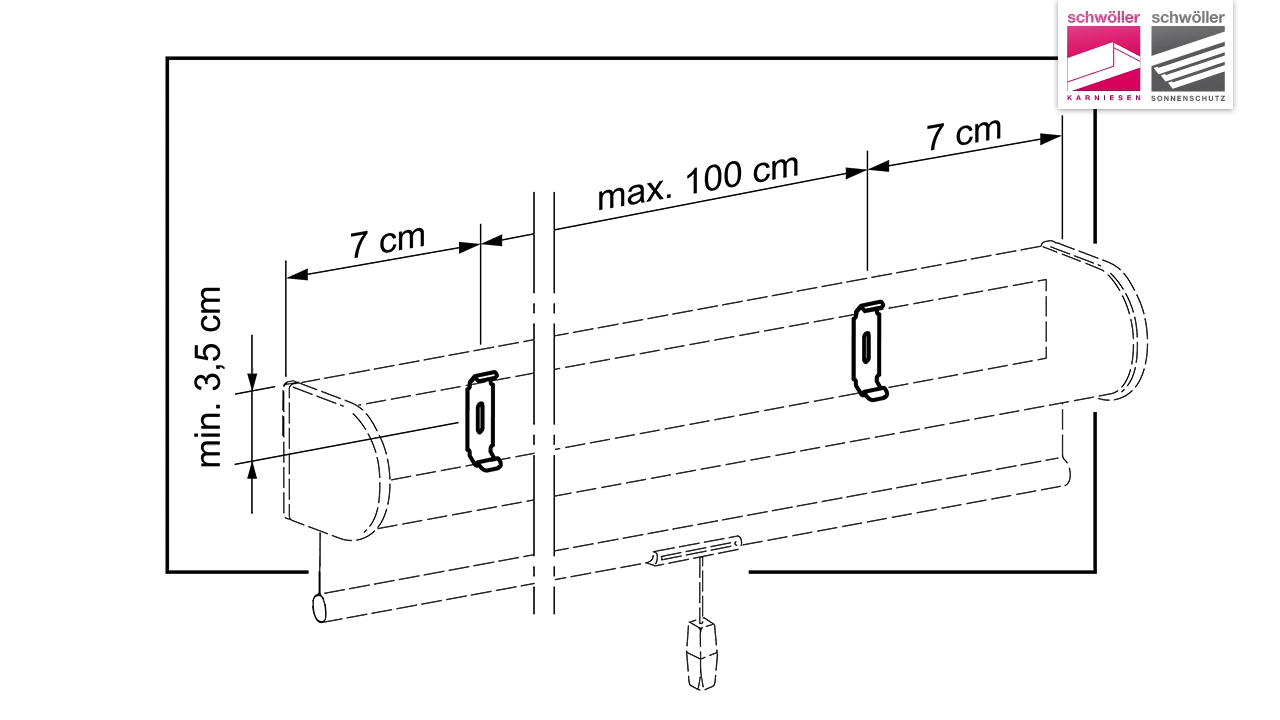 schwöller
schwöller
KARNIESEN
SONNENSCHUTZ
7 cm
max. 100 cm
7 cm
min. 3,5 cm